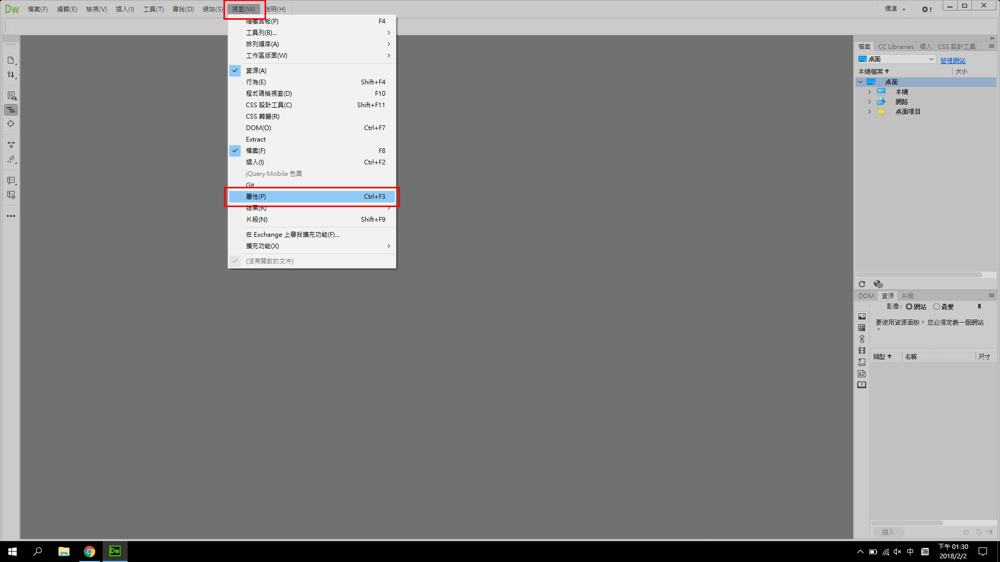 Dw 檔案(F) 編輯(E) 檢視(V) 插入(I) 工具(T) 尋找(D) 網站(S) 視窗(W) 說明(H) 標準
隱藏面板(P) F4
工具列(B)...
排列順序(A)
工作區版面(W)
資源(A)
行為(E) Shift+F4
程式碼檢視窗(D) F10
CSS 設計工具(C) Shift+F11
CSS 轉變(R)
DOM(O) Ctrl+F7
Extract
檔案(F) F8
插入(I) Ctrl+F2
jQuery Mobile 色票
Git
屬性(P) Ctrl+F3
結果(R)
片段(N) Shift+F9
在 Exchange 上尋找擴充功能(F)...
擴充功能(X)
(沒有開啟的文件)
檔案 CC Libraries 插入 CSS 設計工具
桌面 管理網站
本機檔案 大小
桌面
本機
網路
桌面項目
DOM 資源 片段
影像: 網站 最愛
要使用資源面板，您必須定義一個網站
。
類型 名稱 尺寸
插入
Dw
中
下午 01:30
2018/2/2